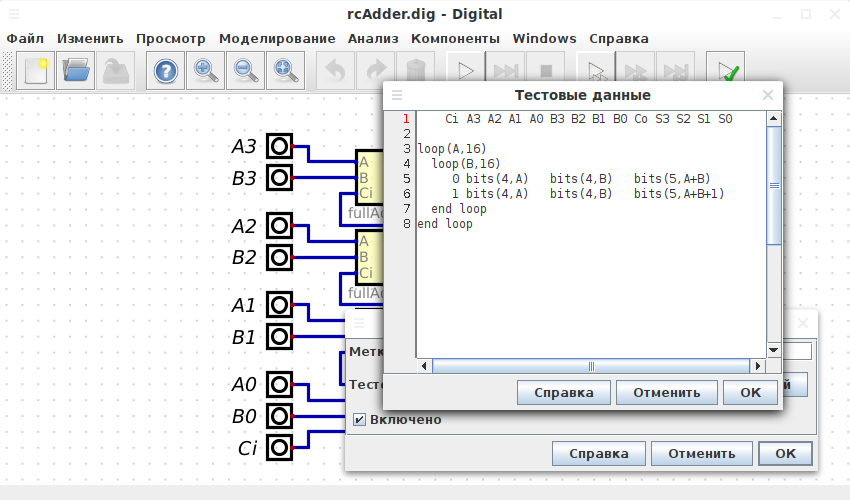 rcAdder.dig - Digital
Файл Изменить Просмотр Моделирование Анализ Компоненты Windows Справка
Тестовые данные
1 Ci A3 A2 A1 A0 B3 B2 B1 B0 Co S3 S2 S1 S0
2
3 loop(A,16)
4 loop(B,16)
5 0 bits(4,A) bits(4,B) bits(5,A+B)
6 1 bits(4,A) bits(4,B) bits(5,A+B+1)
7 end loop
8 end loop
Справка Отменить OK
A3
B3
A2
B2
A1
B1
A0
B0
Ci
A
B
Ci
A
B
Ci
Включено
Справка Отменить OK